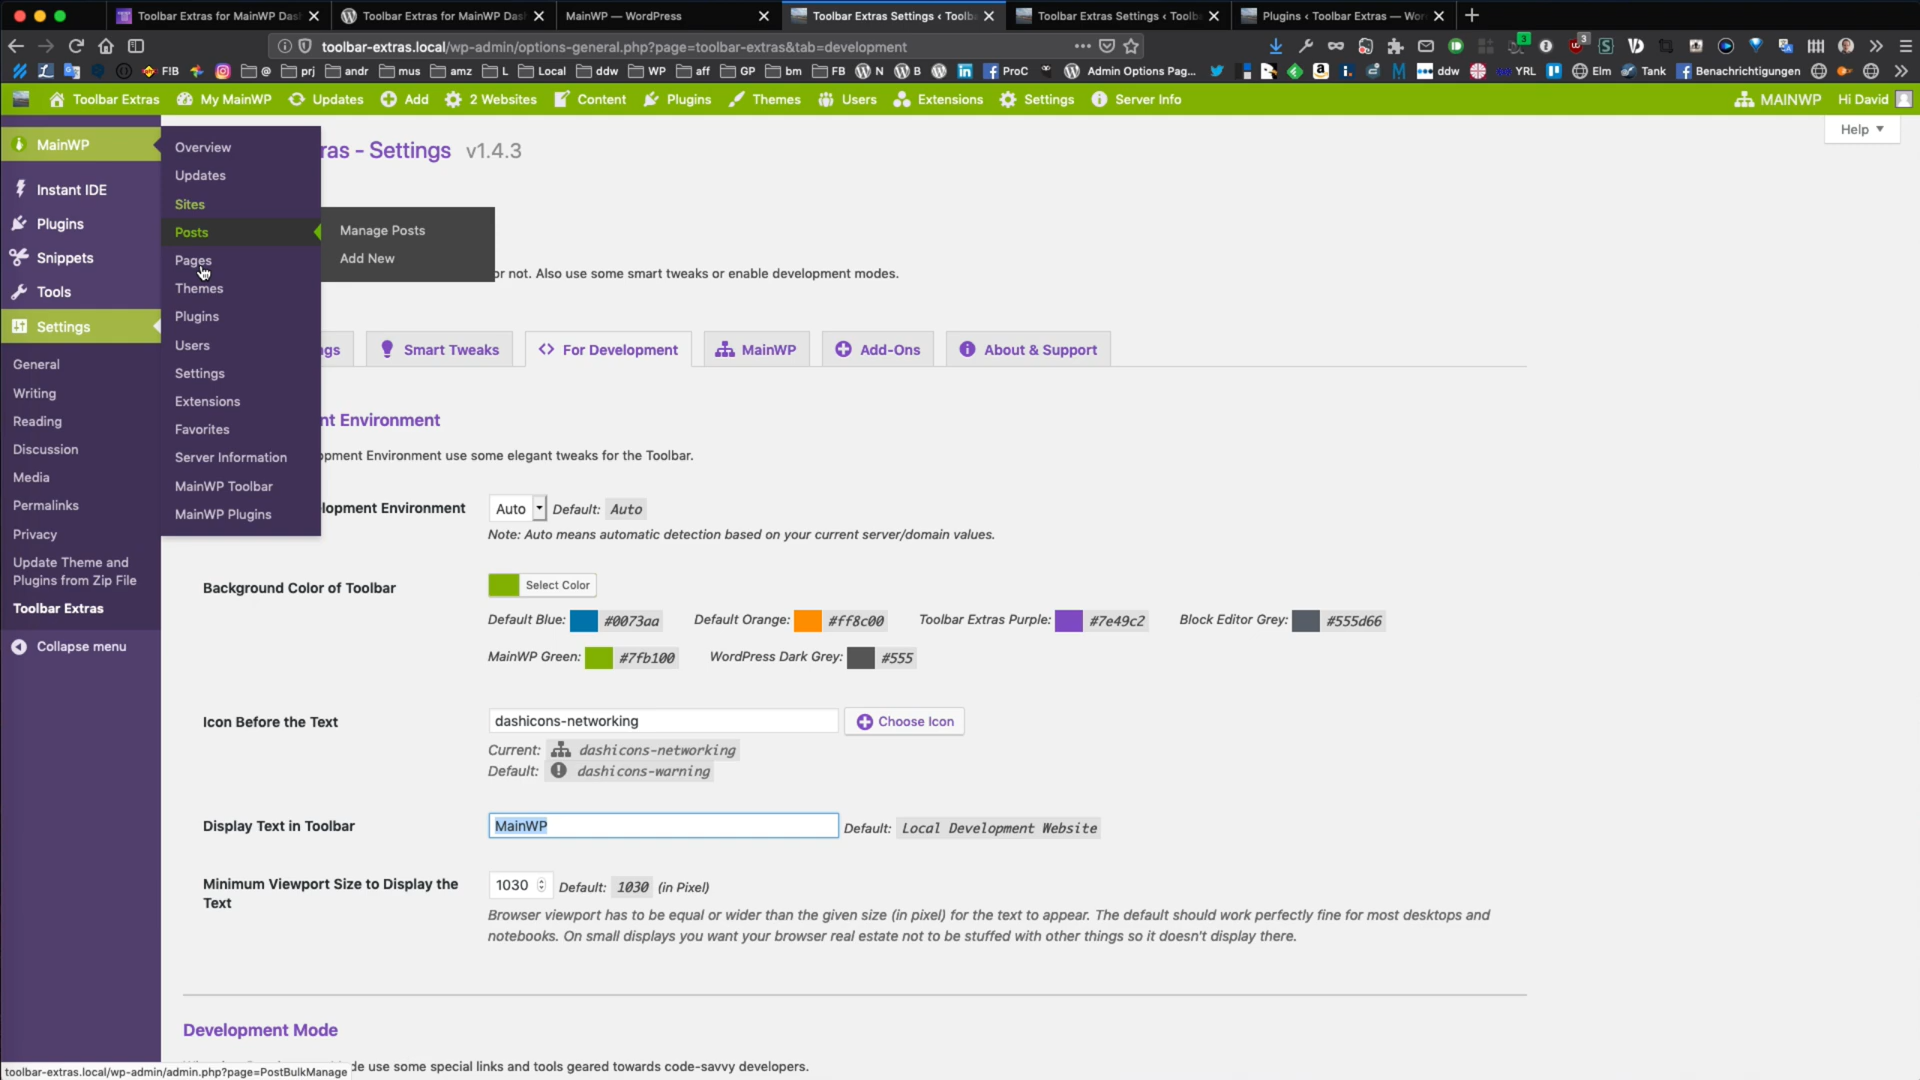 Toolbar Extras for MainWP Das
Toolbar Extras for MainWP Das
MainWP — WordPress
Toolbar Extras Settings ‹ Toolb
Toolbar Extras Settings ‹ Toolb
Plugins ‹ Toolbar Extras — Wor
toolbar-extras.local/wp-admin/options-general.php?page=toolbar-extras&tab=development
3
3
F!B
@
prj
andr
mus
amz
L
Local
ddw
WP
aff
GP
bm
FB
N
B
ProC
Admin Options Pag...
ddw
YRL
Elm
Tank
Benachrichtigungen
Toolbar Extras
My MainWP
Updates
Add
2 Websites
Content
Plugins
Themes
Users
Extensions
Settings
Server Info
MAINWP
Hi David
Help
MainWP
Instant IDE
Plugins
Snippets
Tools
Settings
General
Writing
Reading
Discussion
Media
Permalinks
Privacy
Update Theme and
Plugins from Zip File
Toolbar Extras
Collapse menu
Overview
Updates
Sites
Posts
Pages
Themes
Plugins
Users
Settings
Extensions
Favorites
Server Information
MainWP Toolbar
MainWP Plugins
Manage Posts
Add New
ras - Settings v1.4.3
or not. Also use some smart tweaks or enable development modes.
ngs
Smart Tweaks
For Development
MainWP
Add-Ons
About & Support
nt Environment
pment Environment use some elegant tweaks for the Toolbar.
lopment Environment
Auto
Default: Auto
Note: Auto means automatic detection based on your current server/domain values.
Background Color of Toolbar
Select Color
Default Blue: #0073aa
Default Orange: #ff8c00
Toolbar Extras Purple: #7e49c2
Block Editor Grey: #555d66
MainWP Green: #7fb100
WordPress Dark Grey: #555
Icon Before the Text
dashicons-networking
Choose Icon
Current: dashicons-networking
Default: dashicons-warning
Display Text in Toolbar
MainWP
Default: Local Development Website
Minimum Viewport Size to Display the
Text
1030
Default: 1030 (in Pixel)
Browser viewport has to be equal or wider than the given size (in pixel) for the text to appear. The default should work perfectly fine for most desktops and
notebooks. On small displays you want your browser real estate not to be stuffed with other things so it doesn't display there.
Development Mode
de use some special links and tools geared towards code-savvy developers.
toolbar-extras.local/wp-admin/admin.php?page=PostBulkManage